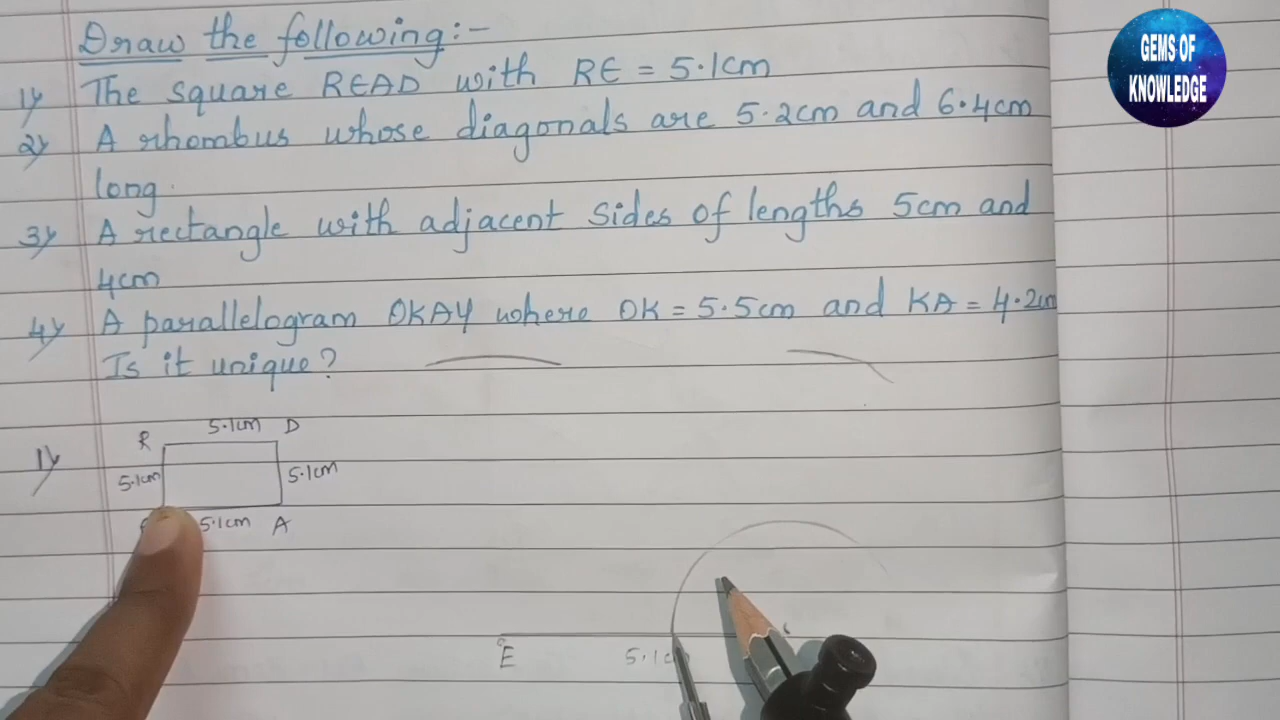 GEMS OF
KNOWLEDGE
Draw the following:-
1) The square READ with RE = 5.1cm
2) A rhombus whose diagonals are 5.2cm and 6.4cm
long.
3) A rectangle with adjacent sides of lengths 5cm and
4cm
4) A parallelogram OKAY where OK = 5.5cm and KA = 4.2cm
Is it unique?
1)
R 5.1cm D
5.1cm 5.1cm
5.1cm A
E 5.1